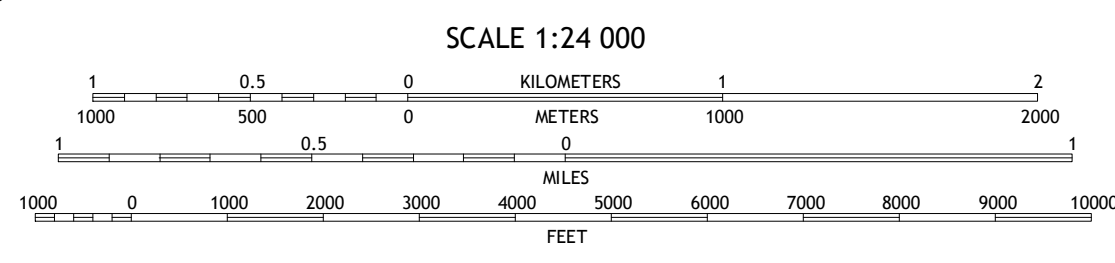 SCALE 1:24 000
1 0.5 0 KILOMETERS 1 2
1000 500 0 METERS 1000 2000
1 0.5 0 1
MILES
1000 0 1000 2000 3000 4000 5000 6000 7000 8000 9000 10000
FEET